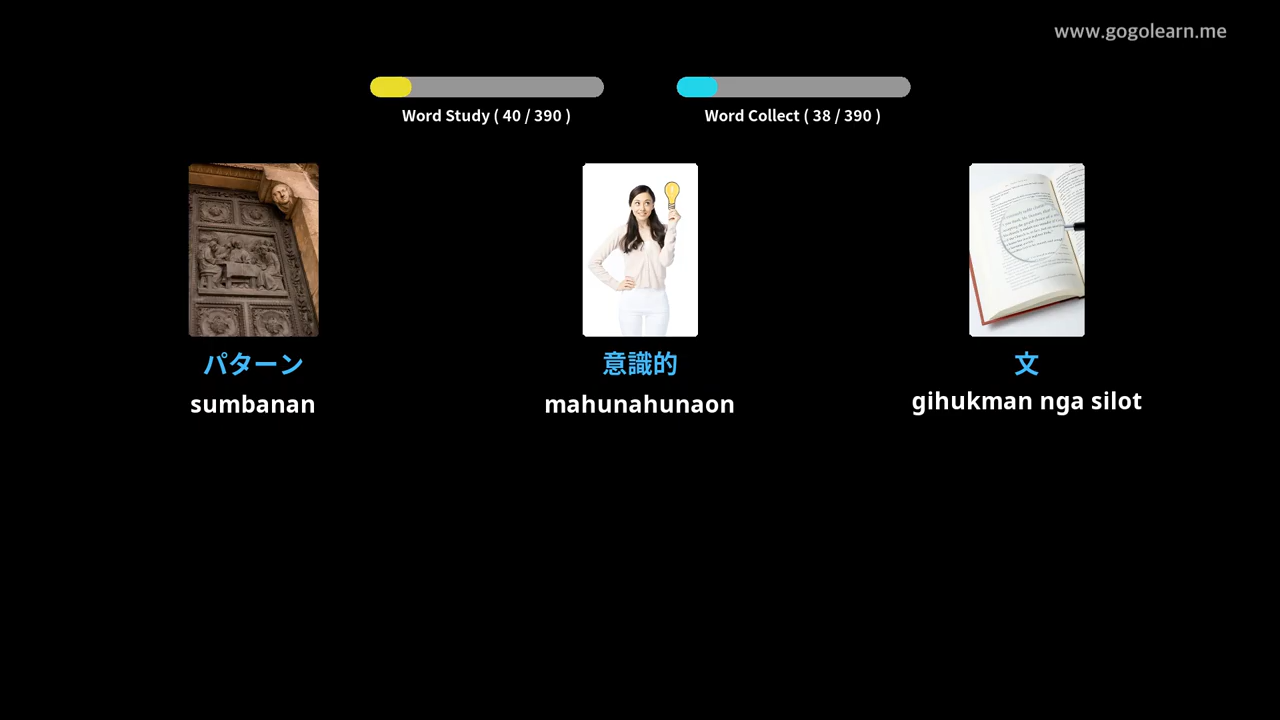 www.gogolearn.me
Word Study ( 40 / 390 )
Word Collect ( 38 / 390 )
パターン
意識的
文
sumbanan
mahunahunaon
gihukman nga silot